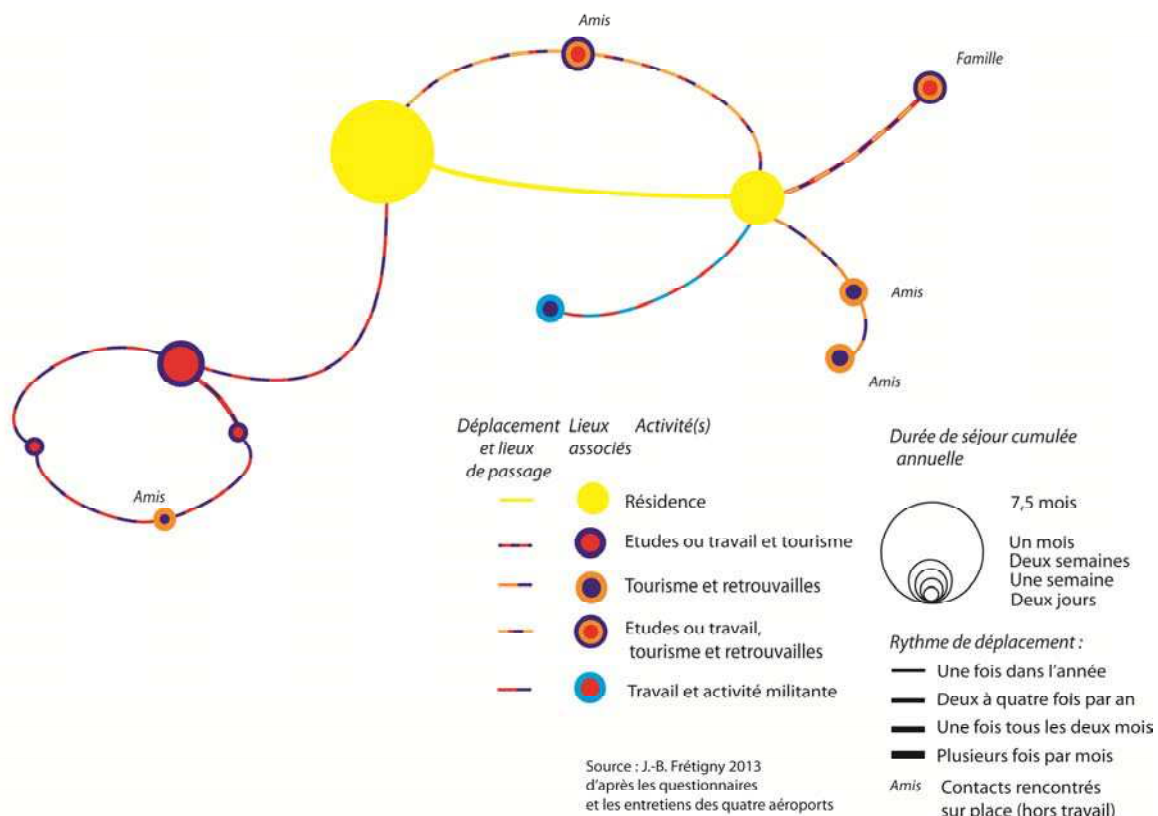 Amis
Famille
Amis
Amis
Amis
Déplacement
et lieux
de passage
Lieux
associés
Activité(s)
Résidence
Etudes ou travail et tourisme
Tourisme et retrouvailles
Etudes ou travail,
tourisme et retrouvailles
Travail et activité militante
Durée de séjour cumulée
annuelle
7,5 mois
Un mois
Deux semaines
Une semaine
Deux jours
Rythme de déplacement :
Une fois dans l'année
Deux à quatre fois par an
Une fois tous les deux mois
Plusieurs fois par mois
Amis Contacts rencontrés
sur place (hors travail)
Source : J.-B. Frétigny 2013
d'après les questionnaires
et les entretiens des quatre aéroports